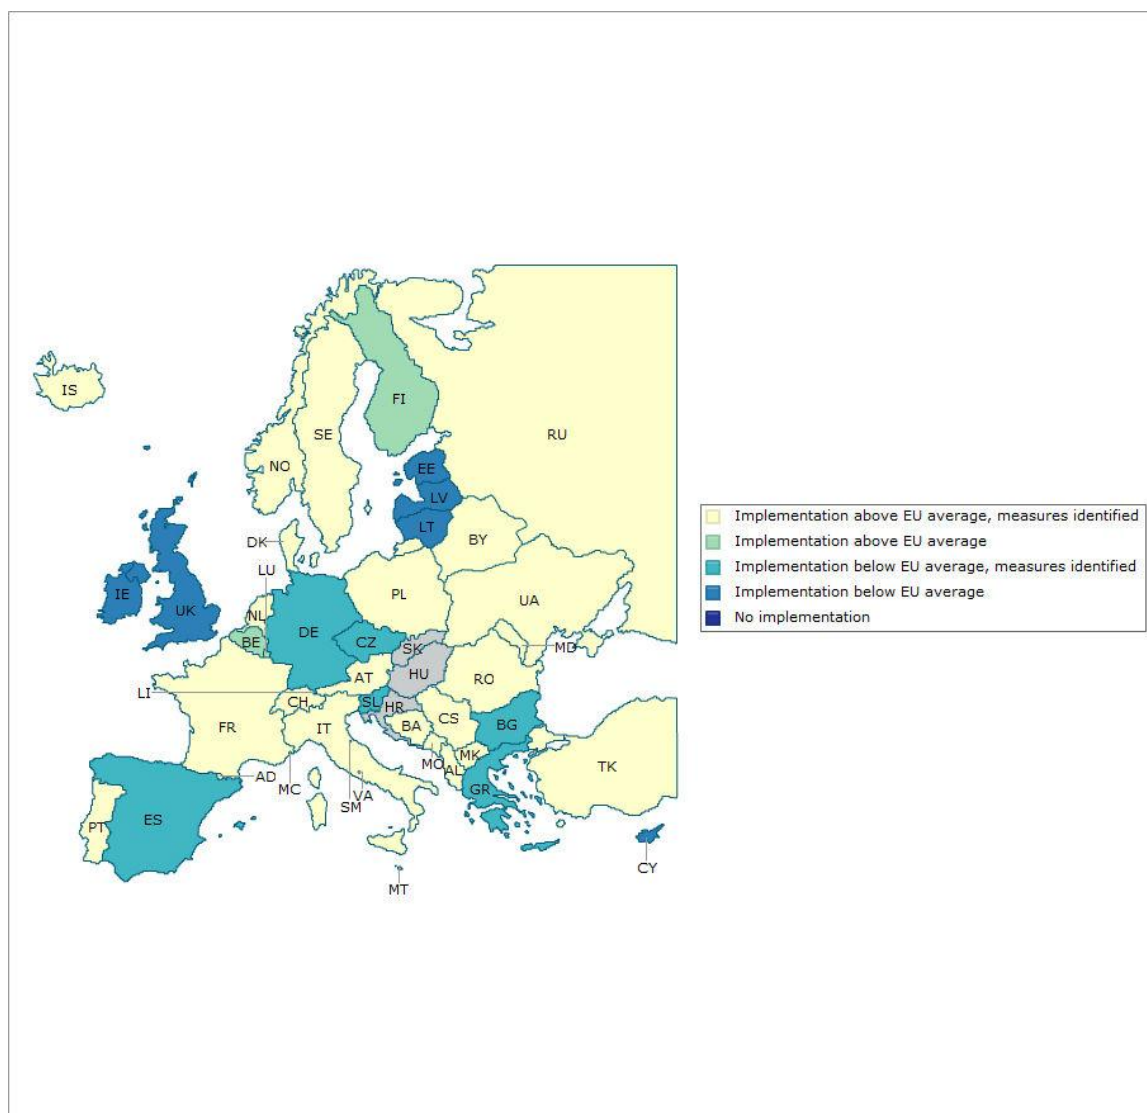 IS
FI
SE
RU
NO
EE
LV
LT
DK
BY
LU
IE
UK
NL
PL
UA
DE
BE
CZ
SK
MD
HU
AT
RO
LI
CH
SL
HR
FR
IT
BA
CS
BG
MK
MO
AL
TK
AD
MC
SM
VA
GR
PT
ES
CY
MT
Implementation above EU average, measures identified
Implementation above EU average
Implementation below EU average, measures identified
Implementation below EU average
No implementation